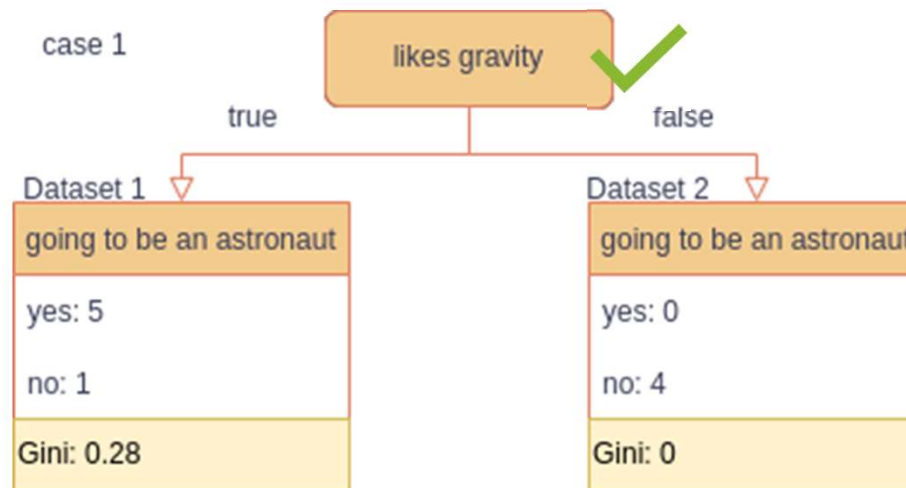 case 1
likes gravity
true
false
Dataset 1
Dataset 2
going to be an astronaut
going to be an astronaut
yes: 5
yes: 0
no: 1
no: 4
Gini: 0.28
Gini: 0